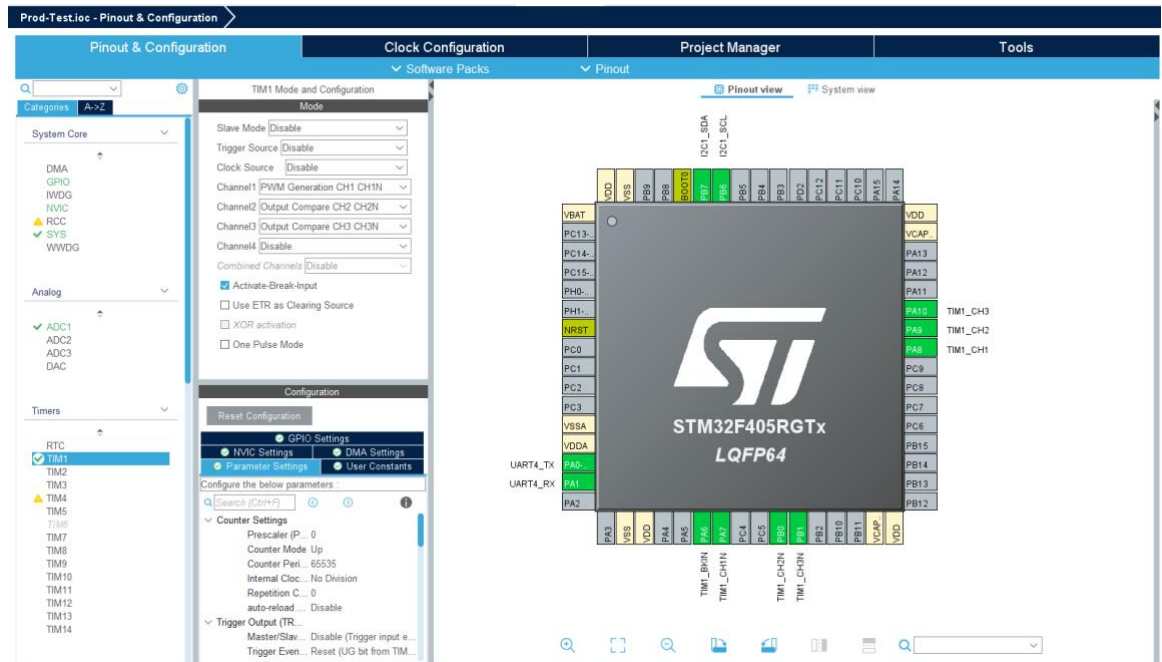 Prod-Test.ioc - Pinout & Configuration
Pinout & Configuration
Clock Configuration
Project Manager
Tools
Software Packs
Pinout
Categories
A->Z
System Core
DMA
GPIO
IWDG
NVIC
RCC
SYS
WWDG
Analog
ADC1
ADC2
ADC3
DAC
Timers
RTC
TIM1
TIM2
TIM3
TIM4
TIM5
TIM6
TIM7
TIM8
TIM9
TIM10
TIM11
TIM12
TIM13
TIM14
TIM1 Mode and Configuration
Mode
Slave Mode Disable
Trigger Source Disable
Clock Source Disable
Channel1 PWM Generation CH1 CH1N
Channel2 Output Compare CH2 CH2N
Channel3 Output Compare CH3 CH3N
Channel4 Disable
Combined Channels Disable
Activate-Break-Input
Use ETR as Clearing Source
XOR activation
One Pulse Mode
Configuration
Reset Configuration
GPIO Settings
NVIC Settings
DMA Settings
Parameter Settings
User Constants
Configure the below parameters :
Search (Ctrl+F)
Counter Settings
Prescaler (P... 0
Counter Mode Up
Counter Peri... 65535
Internal Cloc... No Division
Repetition C... 0
auto-reload ... Disable
Trigger Output (TR...
Master/Slav... Disable (Trigger input e...
Trigger Even... Reset (UG bit from TIM...
Pinout view
System view
I2C1_SDA
I2C1_SCL
VDD
VSS
PB9
PB8
BOOT0
PB7
PB6
PB5
PB4
PB3
PD2
PC12
PC11
PC10
PA15
PA14
VBAT
PC13-..
PC14-..
PC15-..
PH0-..
PH1-..
NRST
PC0
PC1
PC2
PC3
VSSA
VDDA
UART4_TX PA0-..
UART4_RX PA1
PA2
VDD
VCAP..
PA13
PA12
PA11
PA10 TIM1_CH3
PA9 TIM1_CH2
PA8 TIM1_CH1
PC9
PC8
PC7
PC6
PB15
PB14
PB13
PB12
ST
STM32F405RGTx
LQFP64
PA3
VSS
VDD
PA4
PA5
PA6
PA7
PC4
PC5
PB0
PB1
PB2
PB10
PB11
VCAP..
VDD
TIM1_BKIN
TIM1_CH1N
TIM1_CH2N
TIM1_CH3N